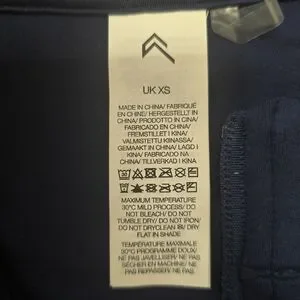 UK XS
MADE IN CHINA/ FABRIQUÉ
EN CHINE/ HERGESTELLT IN
CHINA/ PRODOTTO IN CINA/
FABRICADO EN CHINA/
FREMSTILLET I KINA/
VALMISTETTU KIINASSA/
GEMAAKT IN CHINA/ LAGD I
KINA/ FABRICADO NA
CHINA/TILLVERKAD I KINA
MAXIMUM TEMPERATURE
30°C MILD PROCESS/ DO
NOT BLEACH/ DO NOT
TUMBLE DRY/ DO NOT IRON/
DO NOT DRYCLEAN/ DRY
FLAT IN SHADE
TEMPÉRATURE MAXIMALE
30°C PROGRAMME DOUX/
NE PAS JAVELLISER/ NE PAS
SÉCHER EN MACHINE/ NE
PAS REPASSER/ NE PAS